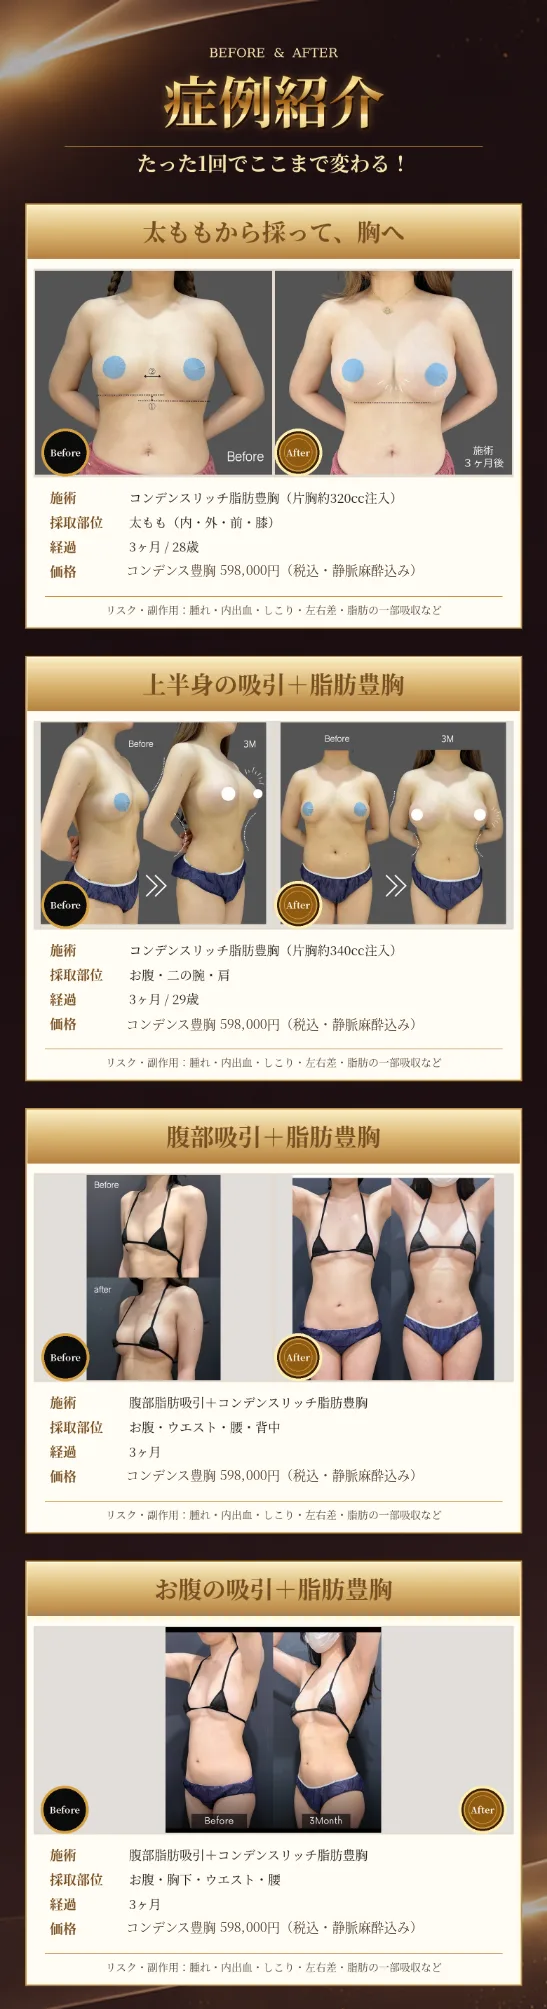 BEFORE & AFTER
症例紹介
たった1回でここまで変わる！
太ももから採って、胸へ
②
①
Before
Before
After
施術
3ヶ月後
施術 コンデンスリッチ脂肪豊胸（片胸約320cc注入）
採取部位 太もも（内・外・前・膝）
経過 3ヶ月 / 28歳
価格 コンデンス豊胸 598,000円（税込・静脈麻酔込み）
リスク・副作用：腫れ・内出血・しこり・左右差・脂肪の一部吸収など
上半身の吸引＋脂肪豊胸
Before 3M
Before 3M
Before
After
施術 コンデンスリッチ脂肪豊胸（片胸約340cc注入）
採取部位 お腹・二の腕・肩
経過 3ヶ月 / 29歳
価格 コンデンス豊胸 598,000円（税込・静脈麻酔込み）
リスク・副作用：腫れ・内出血・しこり・左右差・脂肪の一部吸収など
腹部吸引＋脂肪豊胸
Before
after
Before
After
施術 腹部脂肪吸引＋コンデンスリッチ脂肪豊胸
採取部位 お腹・ウエスト・腰・背中
経過 3ヶ月
価格 コンデンス豊胸 598,000円（税込・静脈麻酔込み）
リスク・副作用：腫れ・内出血・しこり・左右差・脂肪の一部吸収など
お腹の吸引＋脂肪豊胸
Before
Before
3Month
After
施術 腹部脂肪吸引＋コンデンスリッチ脂肪豊胸
採取部位 お腹・胸下・ウエスト・腰
経過 3ヶ月
価格 コンデンス豊胸 598,000円（税込・静脈麻酔込み）
リスク・副作用：腫れ・内出血・しこり・左右差・脂肪の一部吸収など